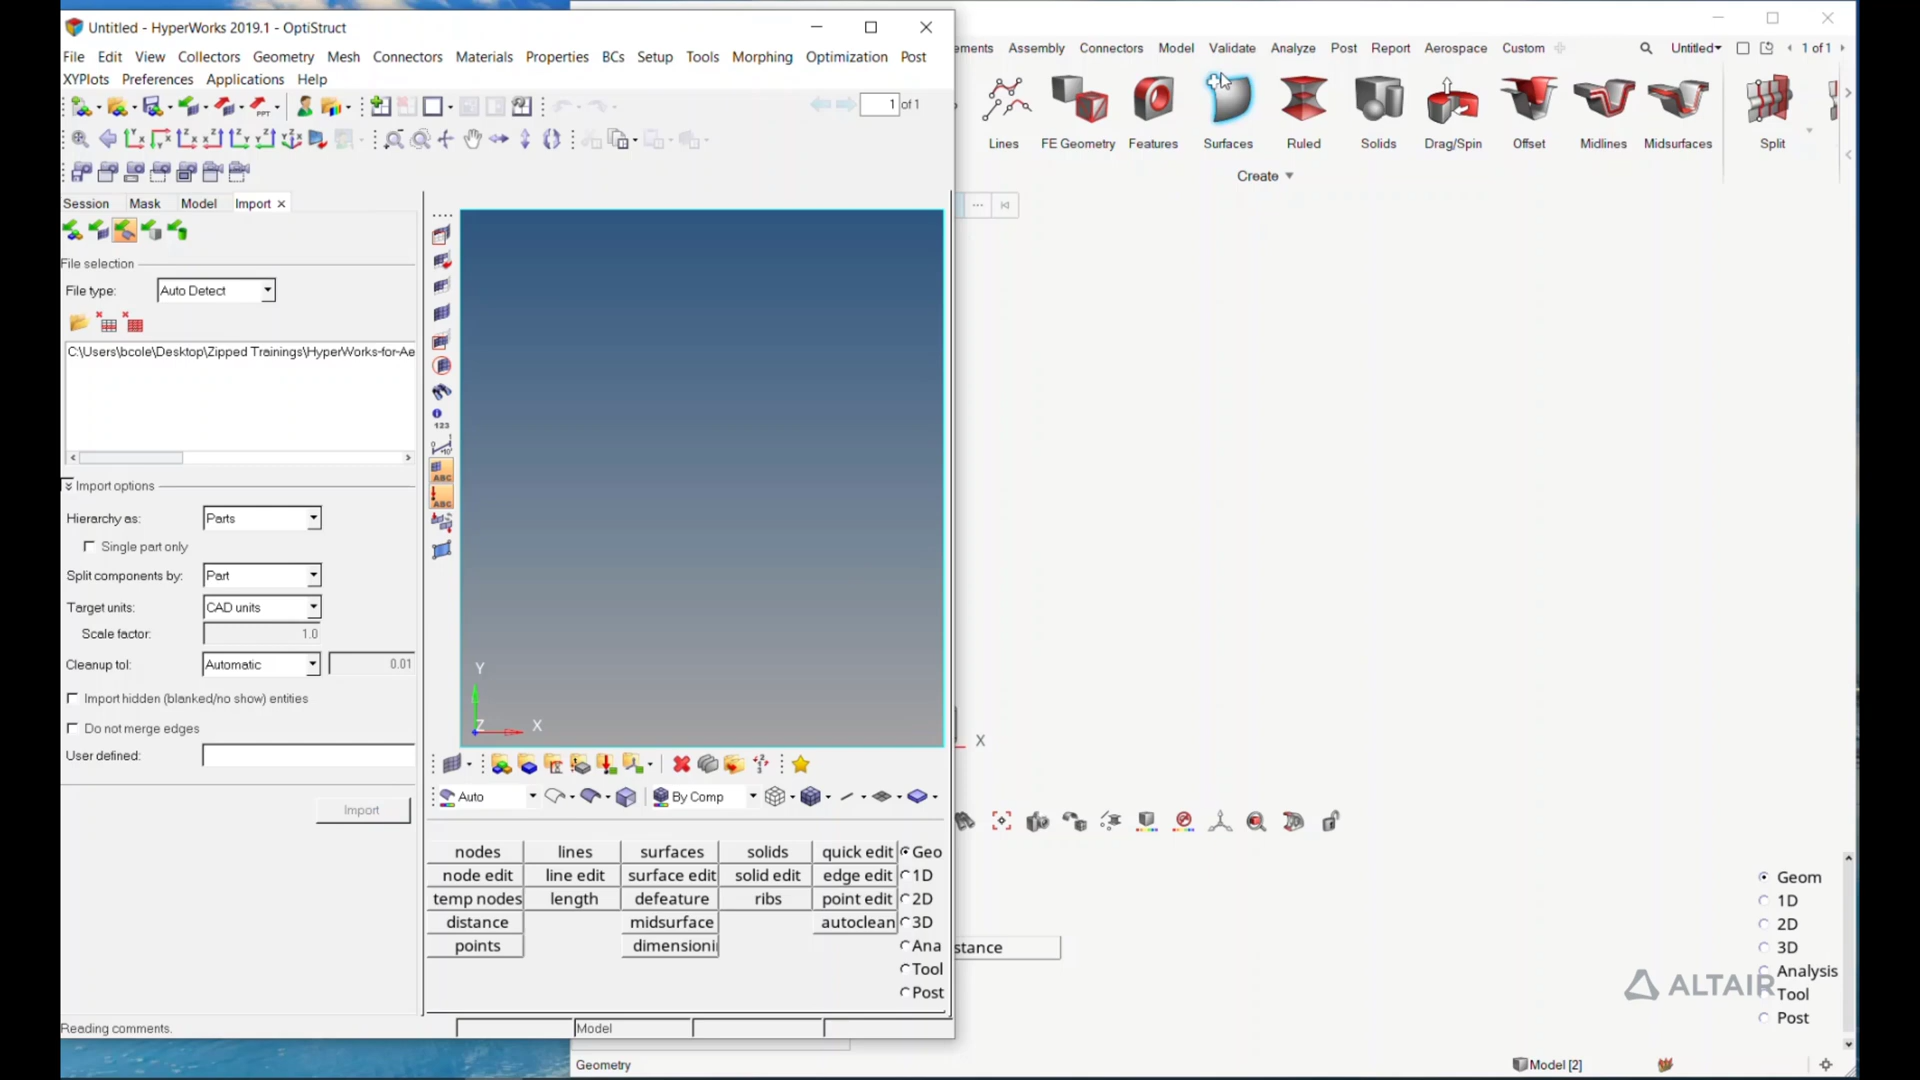 Untitled - HyperWorks 2019.1 - OptiStruct
File Edit View Collectors Geometry Mesh Connectors Materials Properties BCs Setup Tools Morphing Optimization Post
XYPlots Preferences Applications Help
1 of 1
Session Mask Model Import
File selection
File type: Auto Detect
C:\Users\bcole\Desktop\Zipped Trainings\HyperWorks-for-Ae
Import options
Hierarchy as: Parts
Single part only
Split components by: Part
Target units: CAD units
Scale factor: 1.0
Cleanup tol: Automatic 0.01
Import hidden (blanked/no show) entities
Do not merge edges
User defined:
Import
Reading comments.
PPT
123
ABC
ABC
Y
Z X
Auto By Comp
nodes lines surfaces solids quick edit Geo
node edit line edit surface edit solid edit edge edit 1D
temp nodes length defeature ribs point edit 2D
distance midsurface autoclean 3D
points dimensioni Ana
Tool
Post
Model
ements Assembly Connectors Model Validate Analyze Post Report Aerospace Custom Untitled 1 of 1
Lines FE Geometry Features Surfaces Ruled Solids Drag/Spin Offset Midlines Midsurfaces Split
Create
X
stance
Geom
1D
2D
3D
Analysis
Tool
Post
ALTAIR
Geometry Model [2]